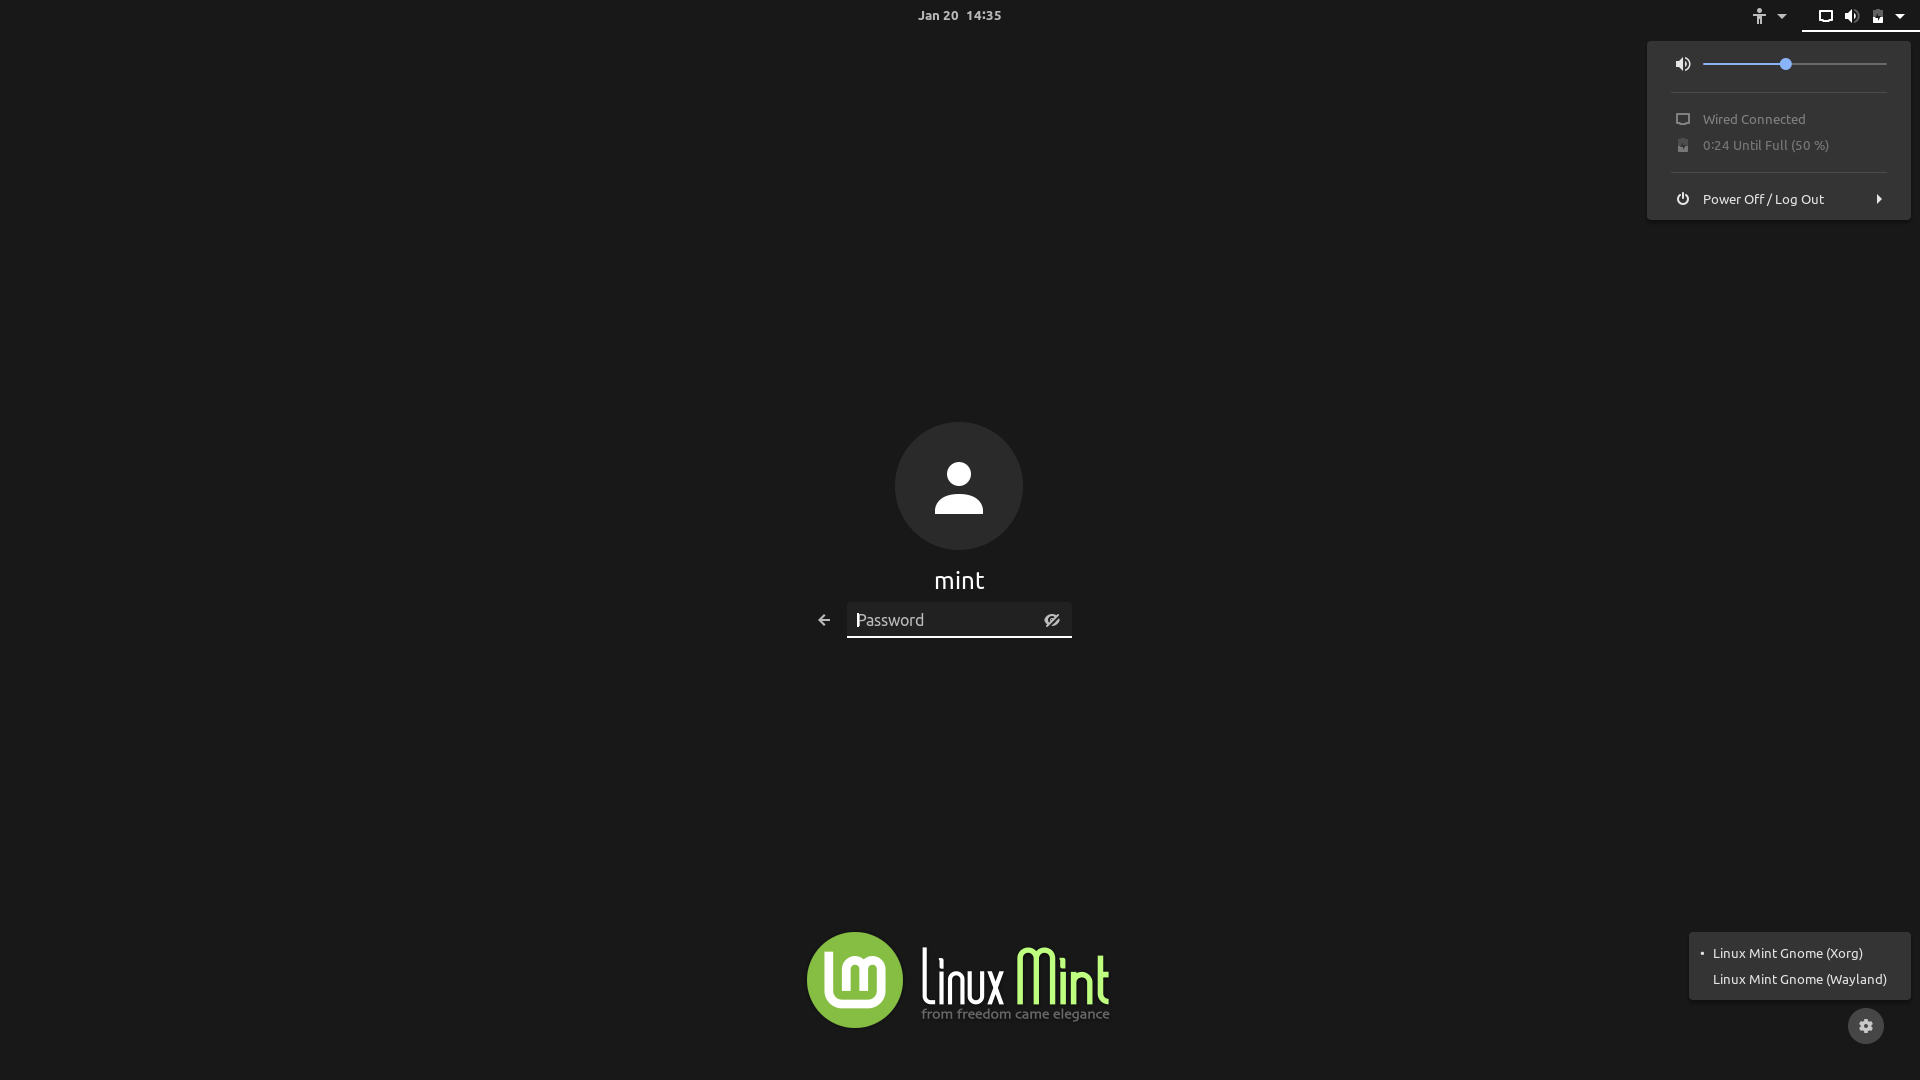 Jan 20 14:35
Wired Connected
0:24 Until Full (50 %)
Power Off / Log Out
mint
Password
Linux Mint
from freedom came elegance
Linux Mint Gnome (Xorg)
Linux Mint Gnome (Wayland)